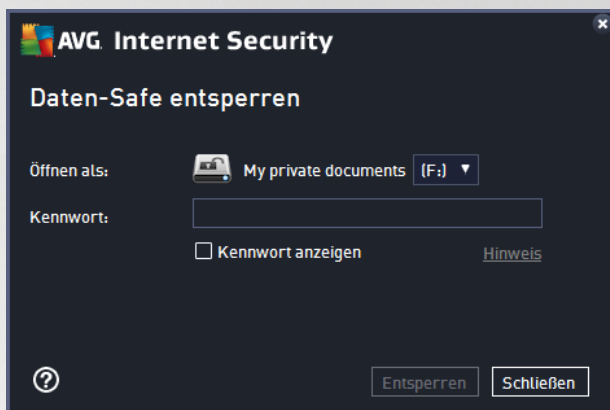 AVG. Internet Security
Daten-Safe entsperren
Öffnen als: My private documents (F:)
Kennwort:
Kennwort anzeigen Hinweis
Entsperren Schließen